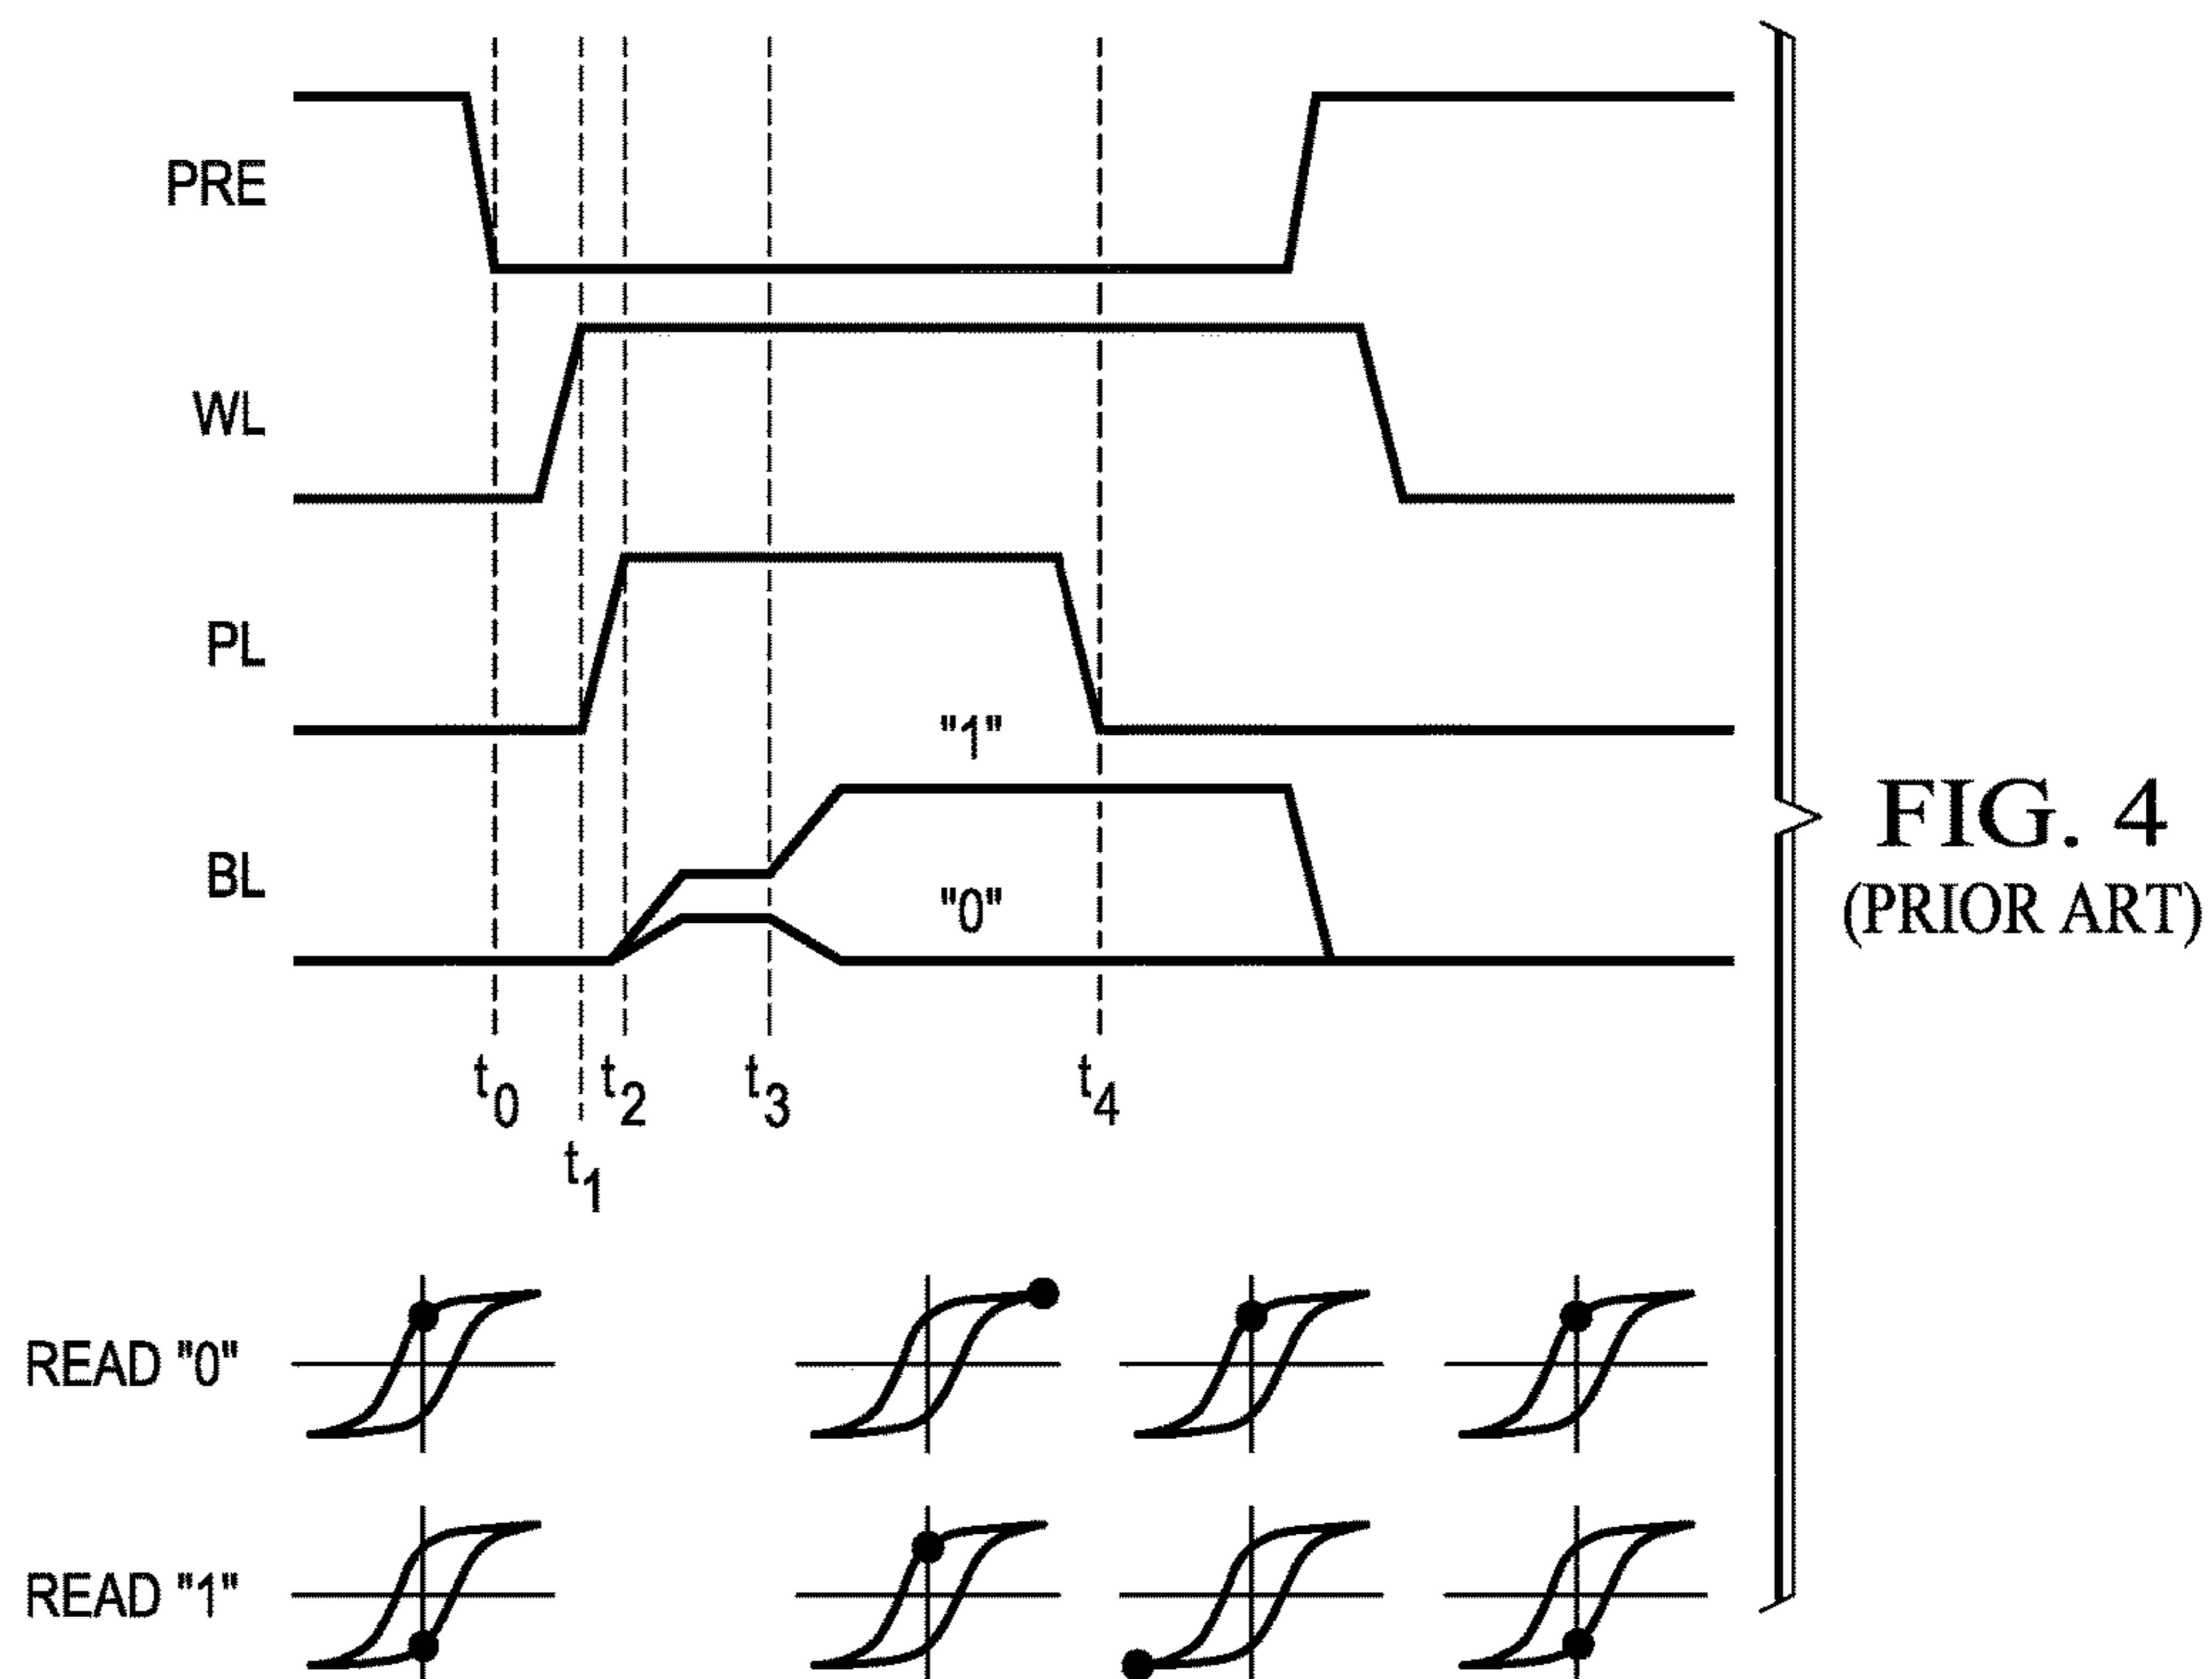 PRE
WL
PL
"1"
BL
"0"
t0
t2
t3
t4
t1
FIG. 4
(PRIOR ART)
READ "0"
READ "1"